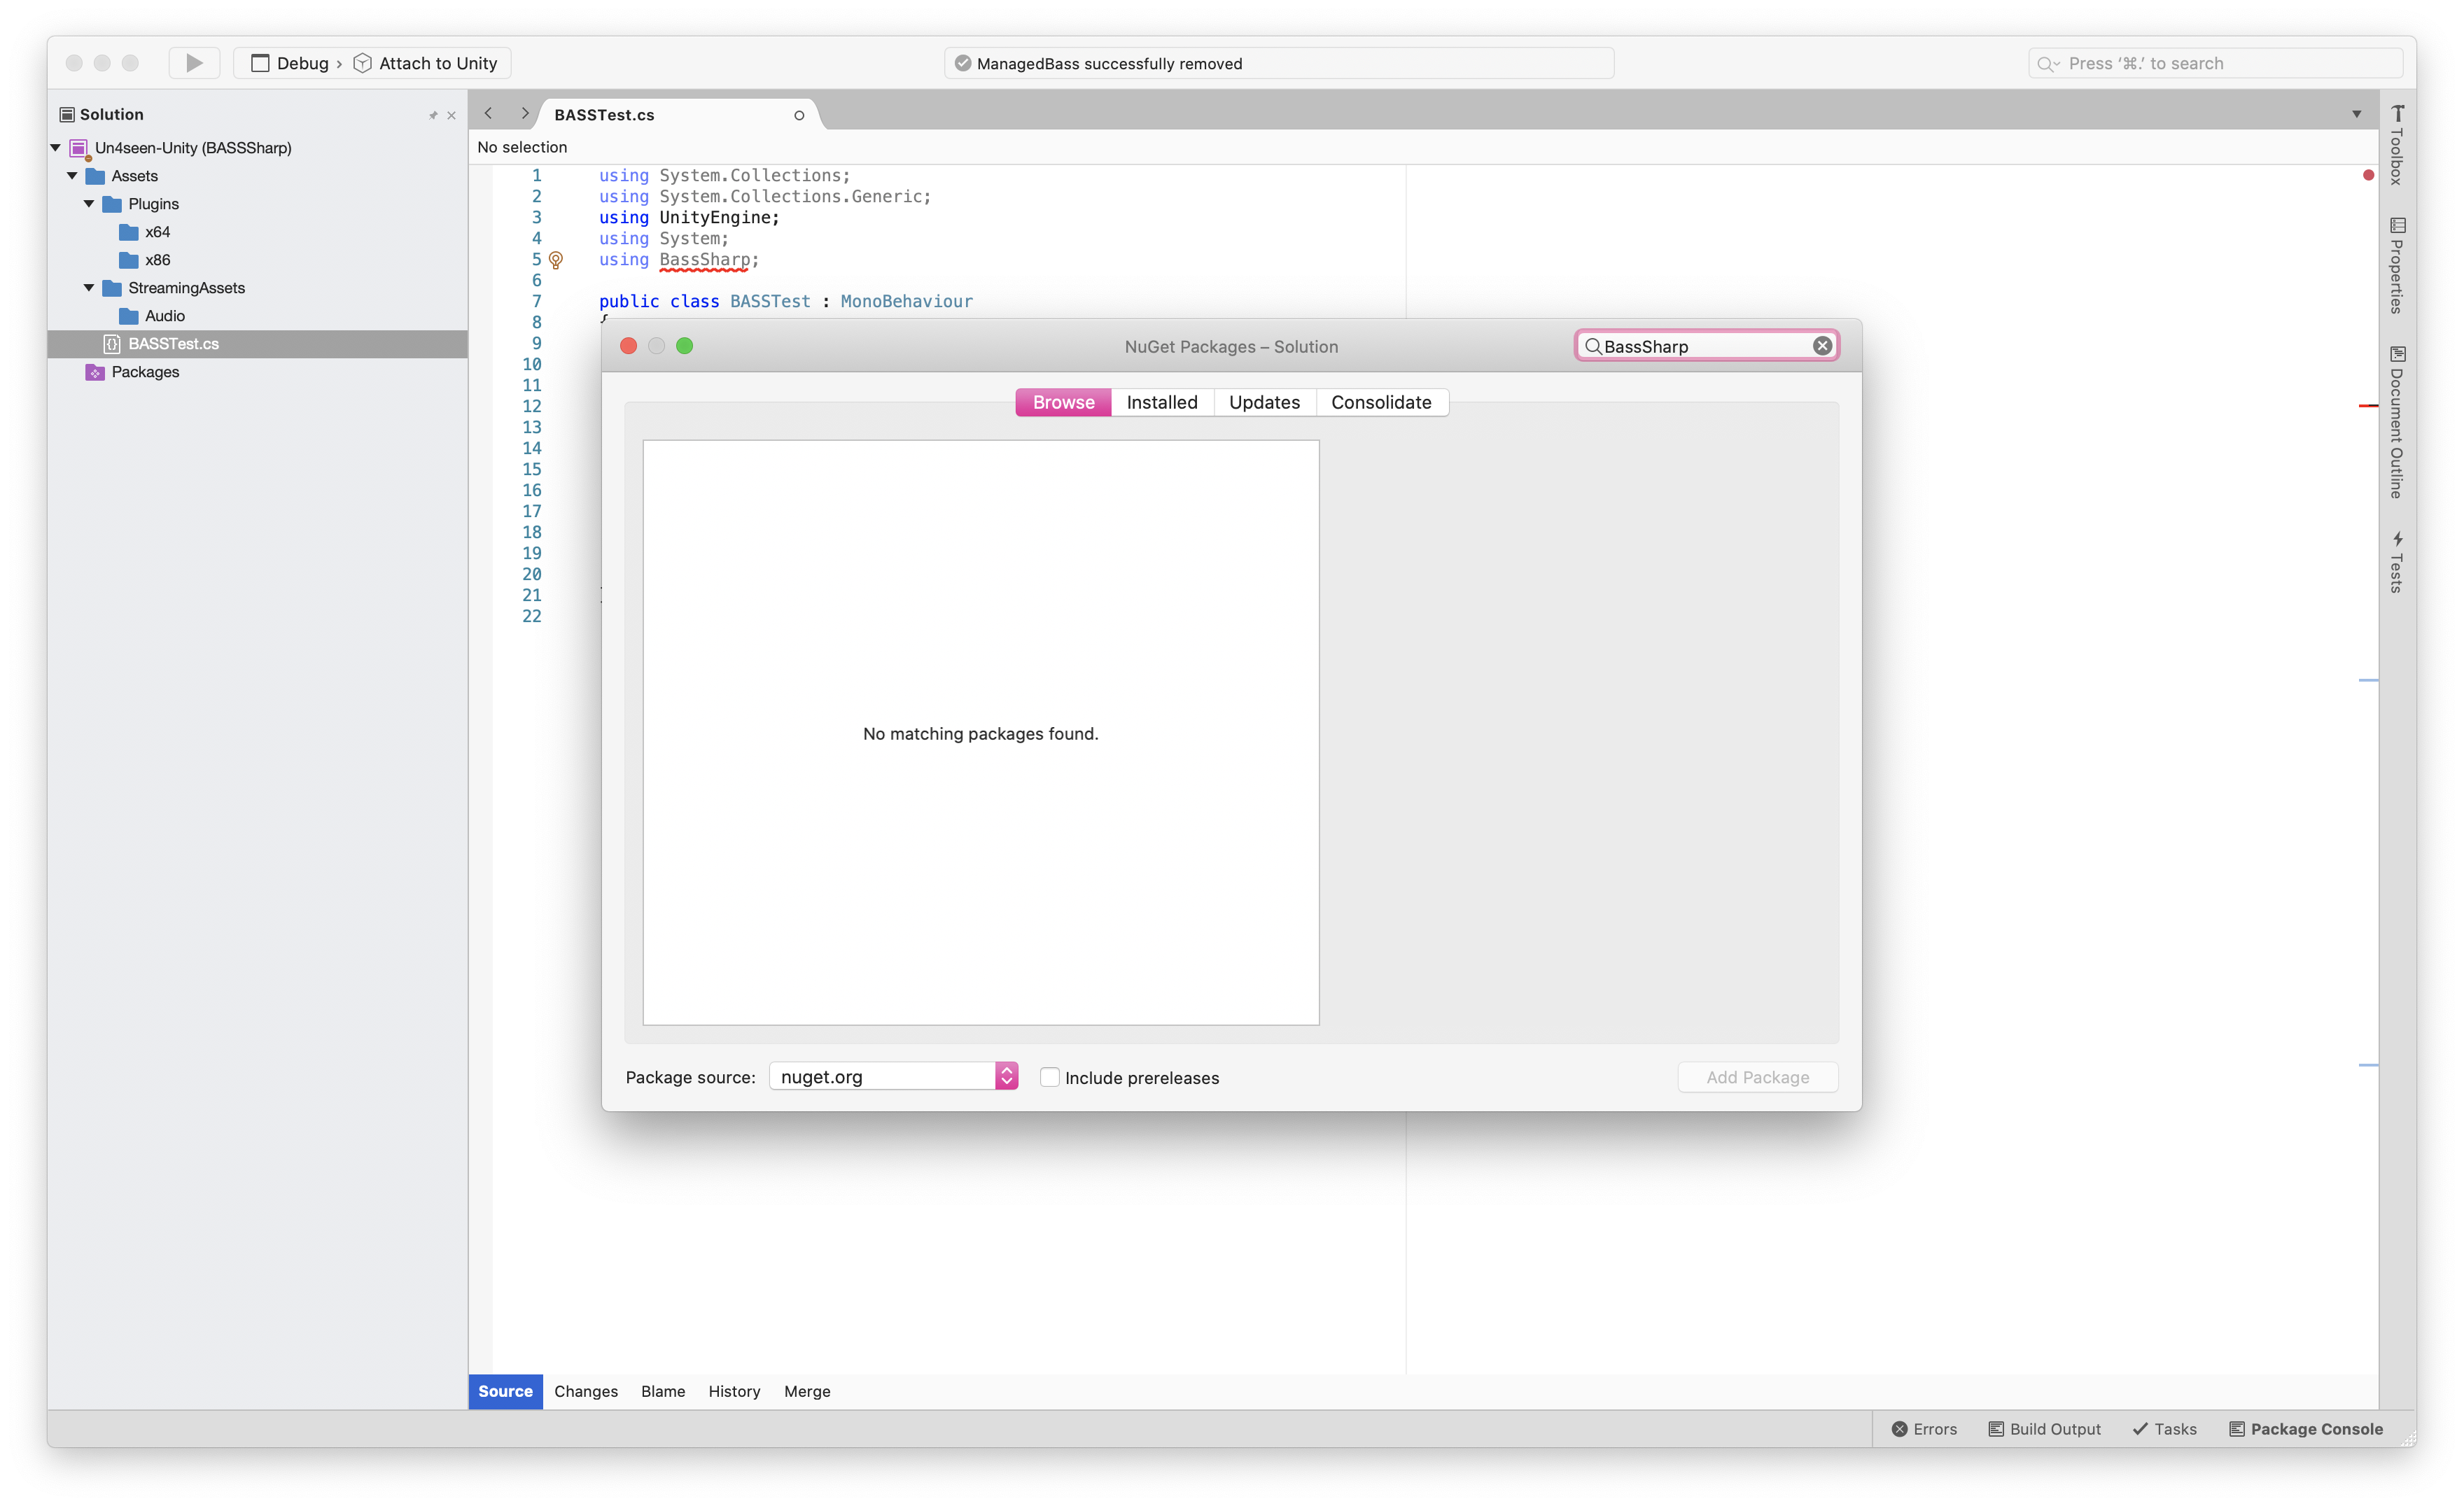 Debug › Attach to Unity
ManagedBass successfully removed
Press ‘⌘.’ to search
Solution
Un4seen-Unity (BASSSharp)
Assets
Plugins
x64
x86
StreamingAssets
Audio
BASSTest.cs
Packages
BASSTest.cs
No selection
1 using System.Collections;
2 using System.Collections.Generic;
3 using UnityEngine;
4 using System;
5 using BassSharp;
6
7 public class BASSTest : MonoBehaviour
8 {
9
10
11
12
13
14
15
16
17
18
19
20
21
22
NuGet Packages – Solution
BassSharp
Browse Installed Updates Consolidate
No matching packages found.
Package source: nuget.org Include prereleases Add Package
Toolbox
Properties
Document Outline
Tests
Source Changes Blame History Merge
Errors Build Output Tasks Package Console